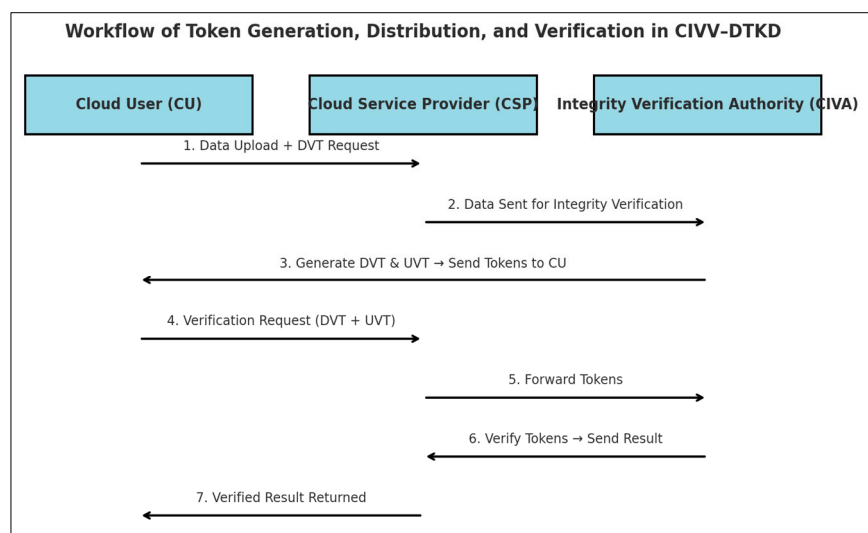 Workflow of Token Generation, Distribution, and Verification in CIVV–DTKD
Cloud User (CU)
Cloud Service Provider (CSP)
Integrity Verification Authority (CIVA)
1. Data Upload + DVT Request
2. Data Sent for Integrity Verification
3. Generate DVT & UVT → Send Tokens to CU
4. Verification Request (DVT + UVT)
5. Forward Tokens
6. Verify Tokens → Send Result
7. Verified Result Returned